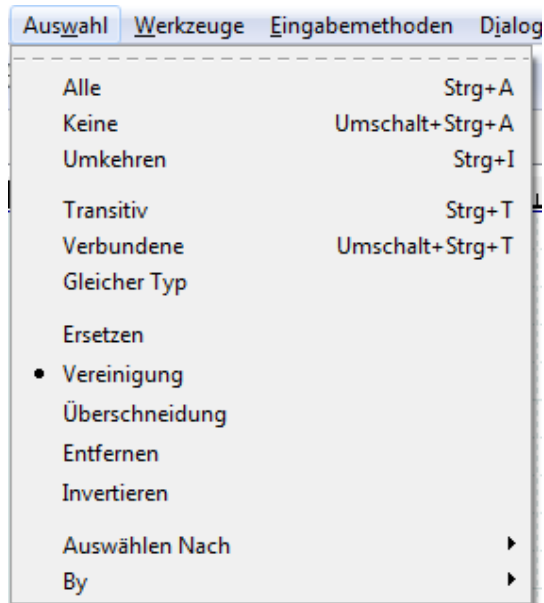 Auswahl Werkzeuge Eingabemethoden Dialog
Alle Strg+A
Keine Umschalt+Strg+A
Umkehren Strg+I
Transitiv Strg+T
Verbundene Umschalt+Strg+T
Gleicher Typ
Ersetzen
Vereinigung
Überschneidung
Entfernen
Invertieren
Auswählen Nach
By